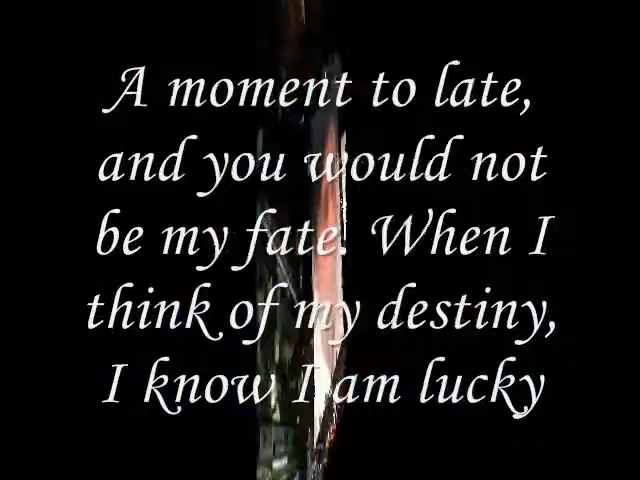 A moment to late,
and you would not
be my fate. When I
think of my destiny,
I know I am lucky